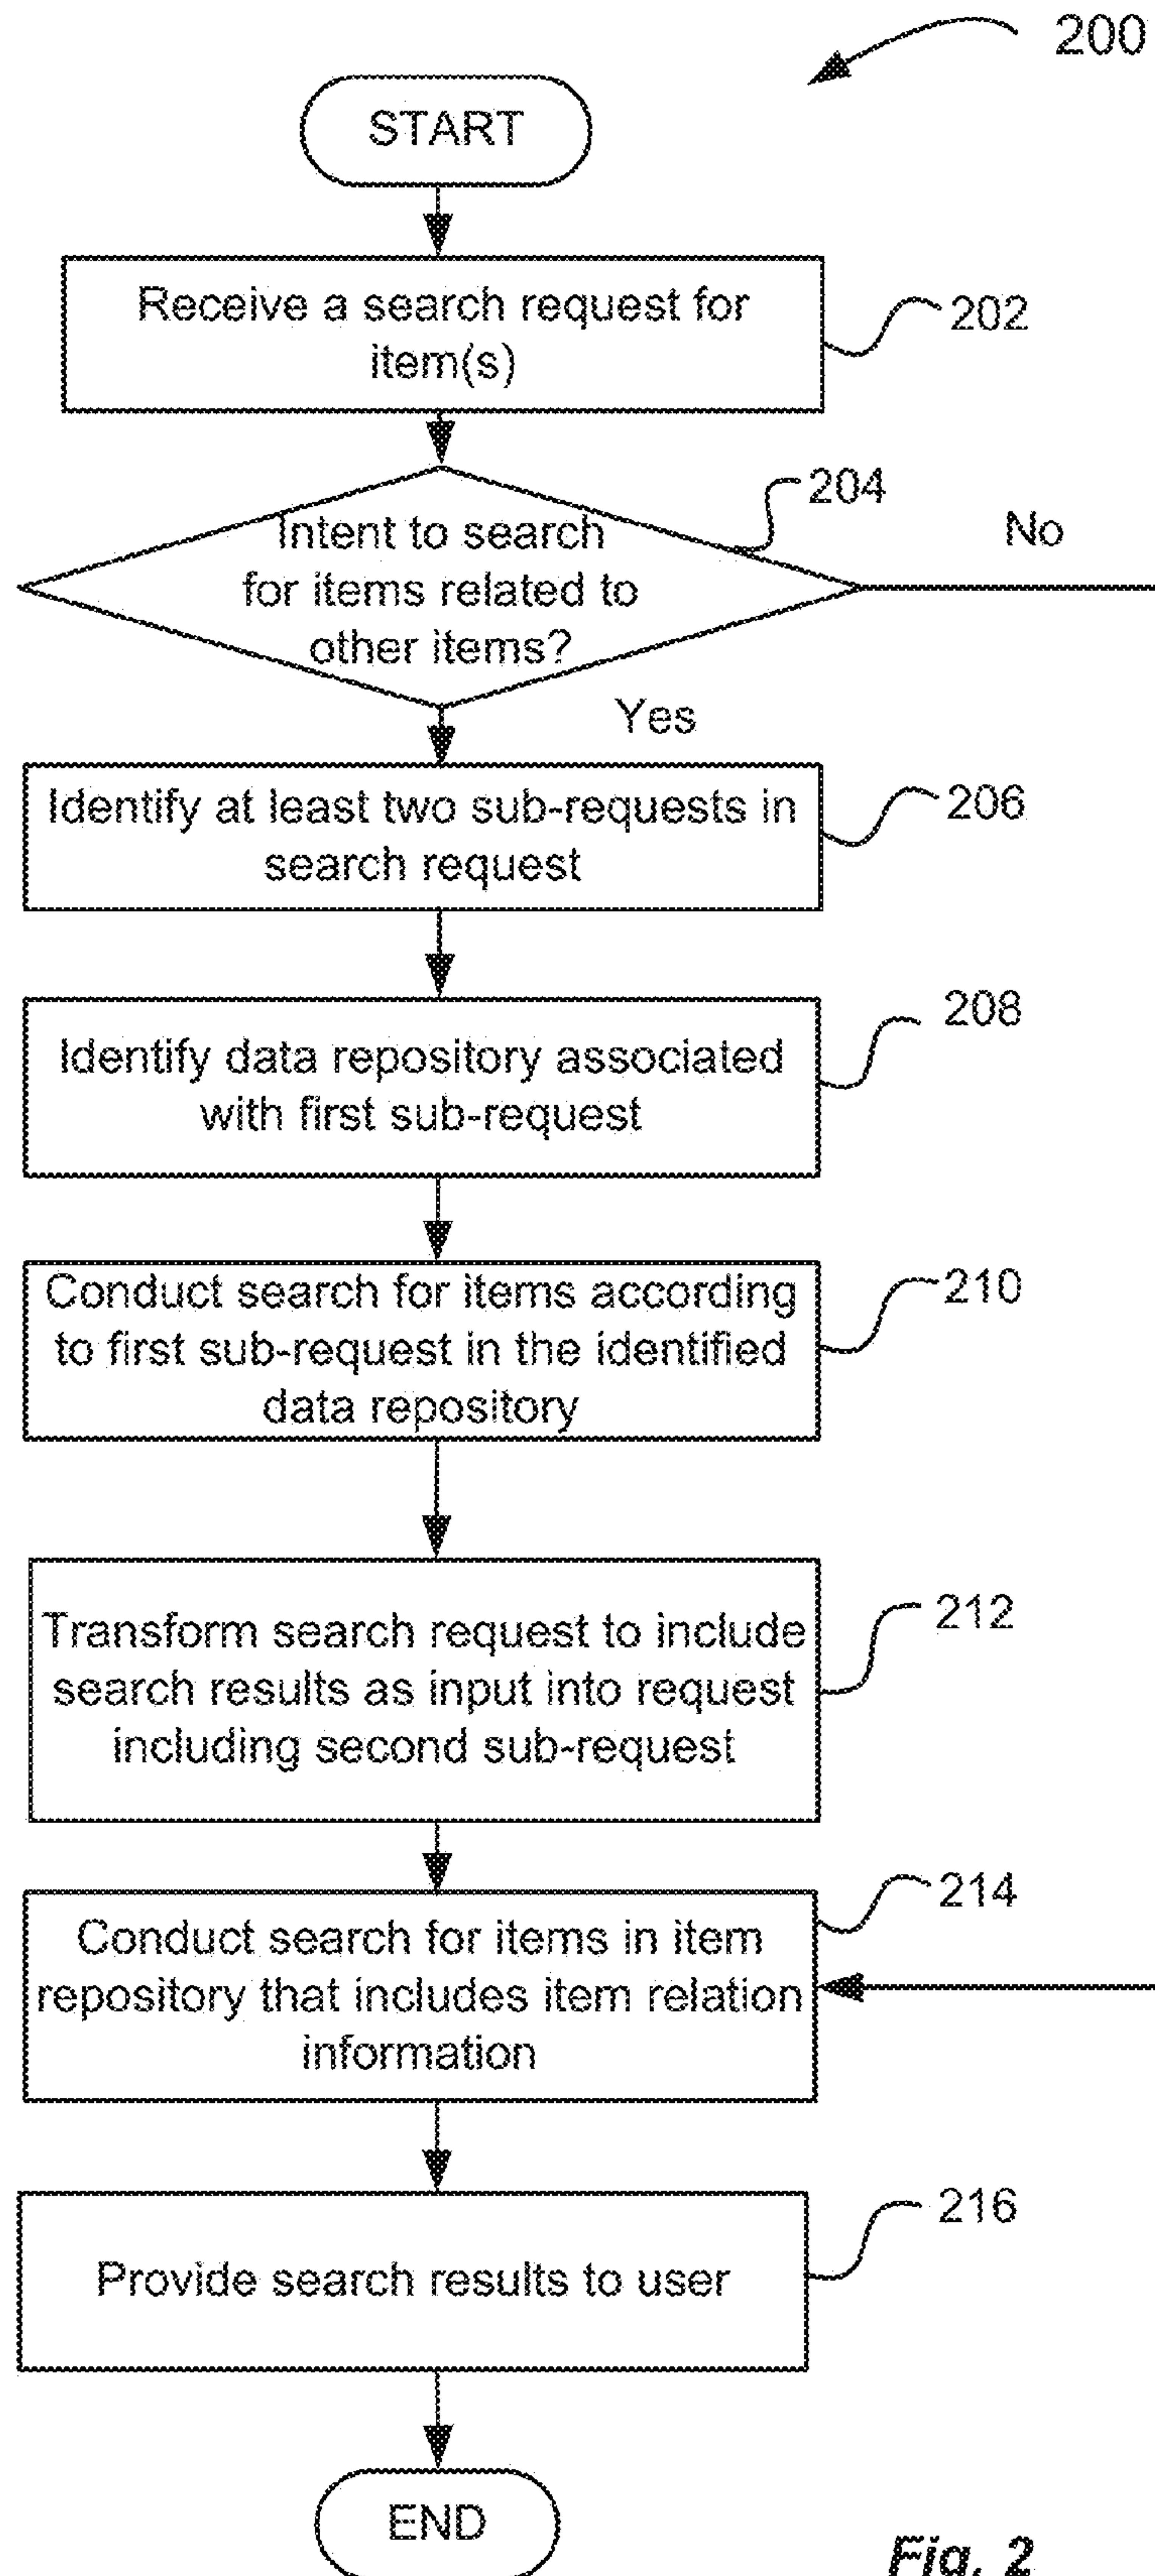 200
START
Receive a search request for
item(s)
202
204
Intent to search
for items related to
other items?
No
Yes
Identify at least two sub-requests in
search request
206
Identify data repository associated
with first sub-request
208
Conduct search for items according
to first sub-request in the identified
data repository
210
Transform search request to include
search results as input into request
including second sub-request
212
Conduct search for items in item
repository that includes item relation
information
214
Provide search results to user
216
END
Fig. 2